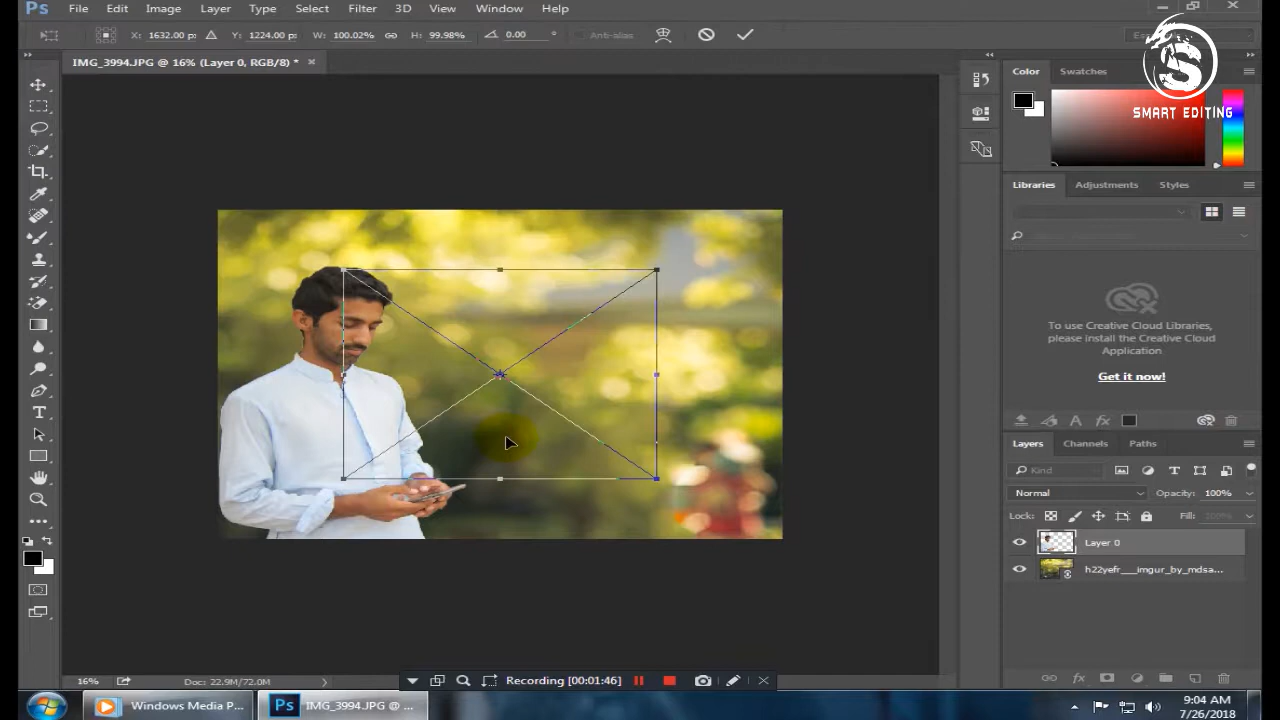 Ps File Edit Image Layer Type Select Filter 3D View Window Help
X: 1632.00 p Y: 1224.00 p W: 100.02% H: 99.98% 0.00 ° Anti-alias
IMG_3994.JPG @ 16% (Layer 0, RGB/8) * ×
Color Swatches
S
SMART EDITING
Libraries Adjustments Styles
To use Creative Cloud Libraries,
please install the Creative Cloud
Application
Get it now!
Layers Channels Paths
Kind
Normal Opacity: 100%
Lock: Fill: 100%
Layer 0
h22yefr___imgur_by_mdsa...
16% Doc: 22.9M/72.0M
Recording [00:01:46]
Windows Media P...
Ps IMG_3994.JPG @ ...
9:04 AM
7/26/2018